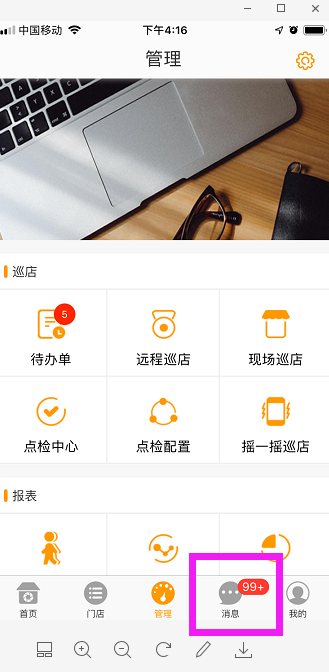 中国移动
下午4:16
管理
巡店
5
待办单
远程巡店
现场巡店
点检中心
点检配置
摇一摇巡店
报表
99+
首页
门店
管理
消息
我的